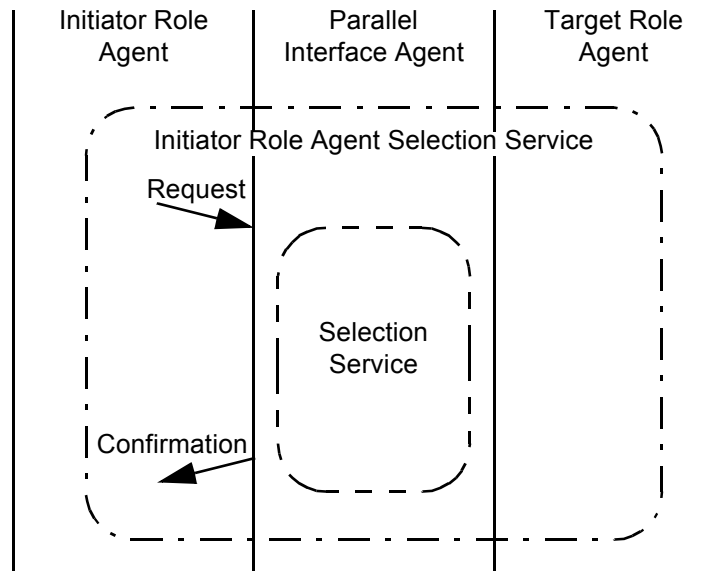 Initiator Role
Agent
Parallel
Interface Agent
Target Role
Agent
Initiator Role Agent Selection Service
Request
Selection
Service
Confirmation